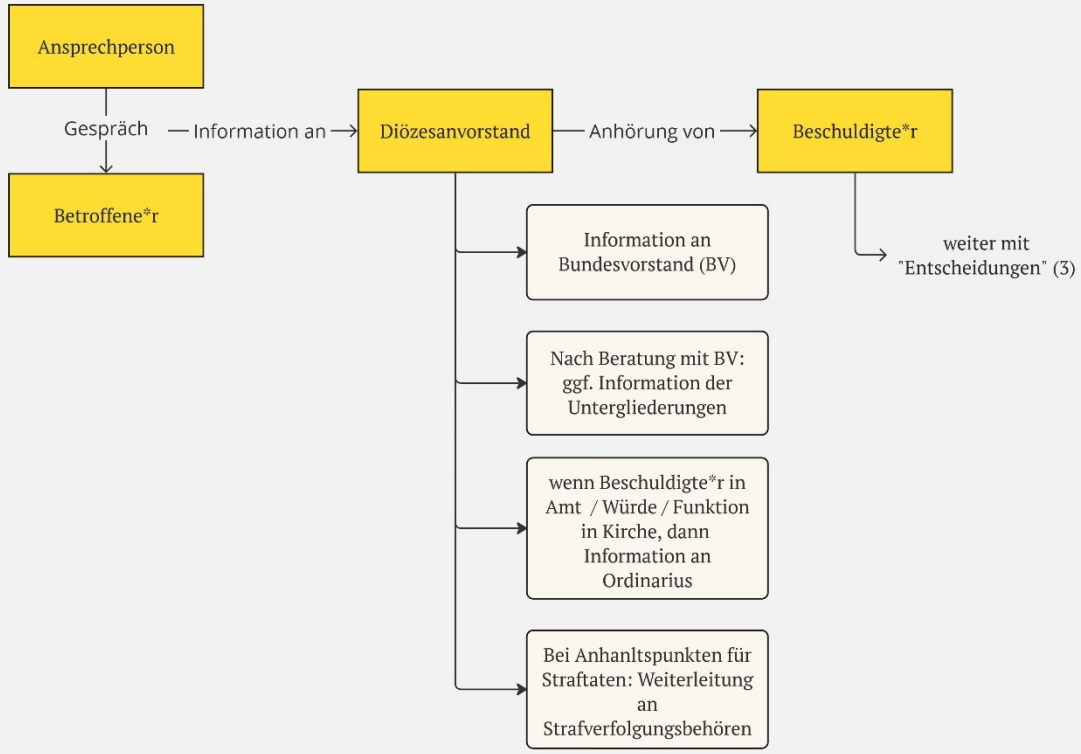 Ansprechperson
Gespräch
Betroffene*r
Information an
Diözesanvorstand
Anhörung von
Beschuldigte*r
weiter mit
"Entscheidungen" (3)
Information an
Bundesvorstand (BV)
Nach Beratung mit BV:
ggf. Information der
Untergliederungen
wenn Beschuldigte*r in
Amt / Würde / Funktion
in Kirche, dann
Information an
Ordinarius
Bei Anhanltspunkten für
Straftaten: Weiterleitung
an
Strafverfolgungsbehören